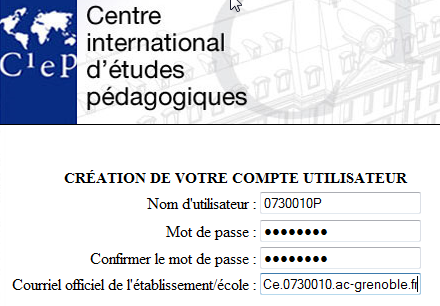 Centre
international
d'études
pédagogiques
CIEP
CRÉATION DE VOTRE COMPTE UTILISATEUR
Nom d'utilisateur : 0730010P
Mot de passe : ●●●●●●●●
Confirmer le mot de passe : ●●●●●●●●
Courriel officiel de l'établissement/école : Ce.0730010.ac-grenoble.fr